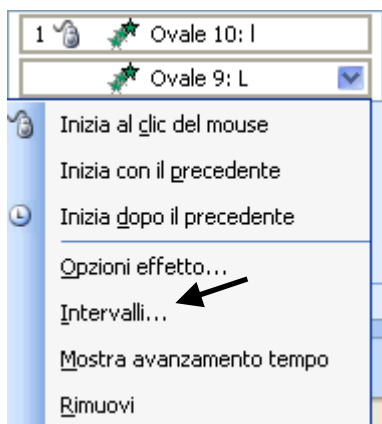 1 Ovale 10: l
Ovale 9: L
Inizia al clic del mouse
Inizia con il precedente
Inizia dopo il precedente
Opzioni effetto...
Intervalli...
Mostra avanzamento tempo
Rimuovi